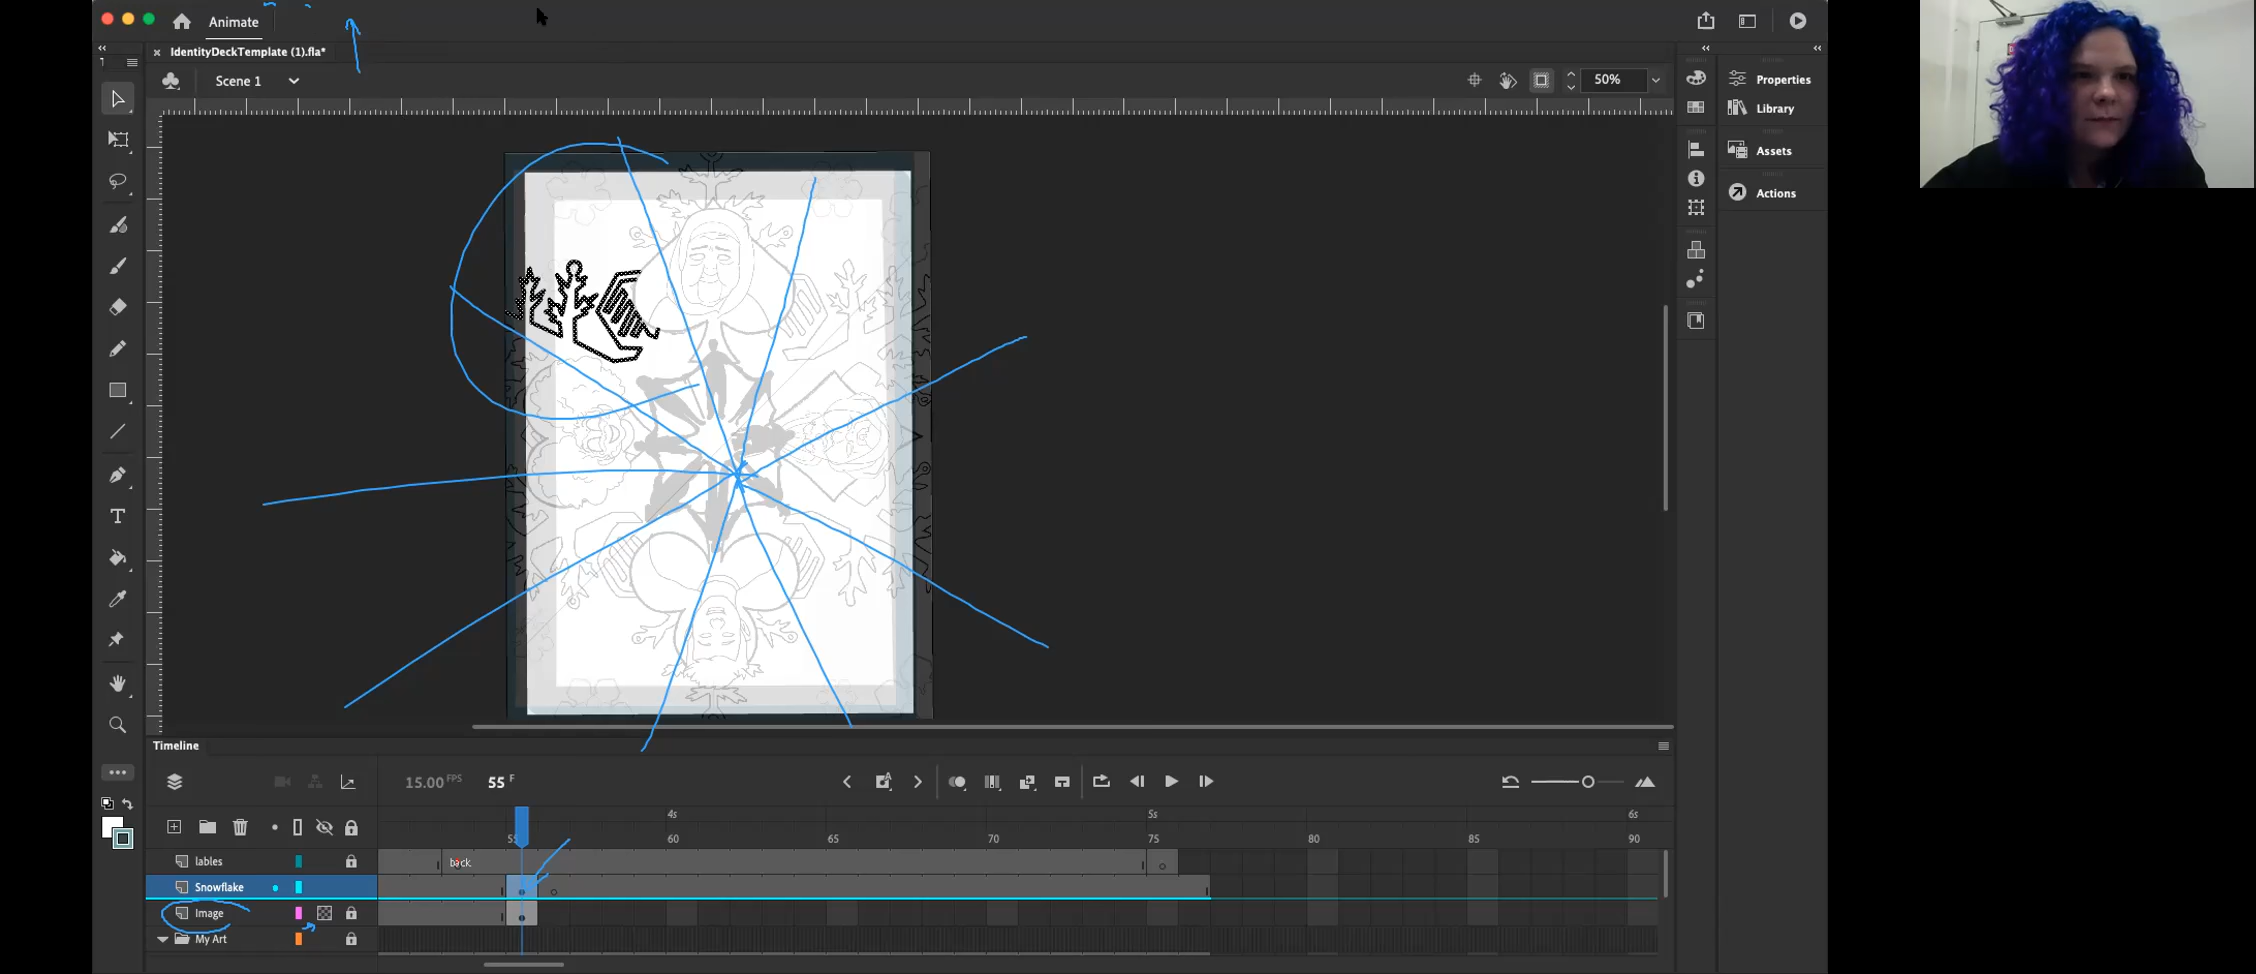 Animate
IdentityDeckTemplate (1).fla*
Scene 1
50%
Properties
Library
Assets
Actions
T
Timeline
15.00 FPS
55 F
4s
5s
6s
55
60
65
70
75
80
85
90
lables
back
Snowflake
Image
My Art